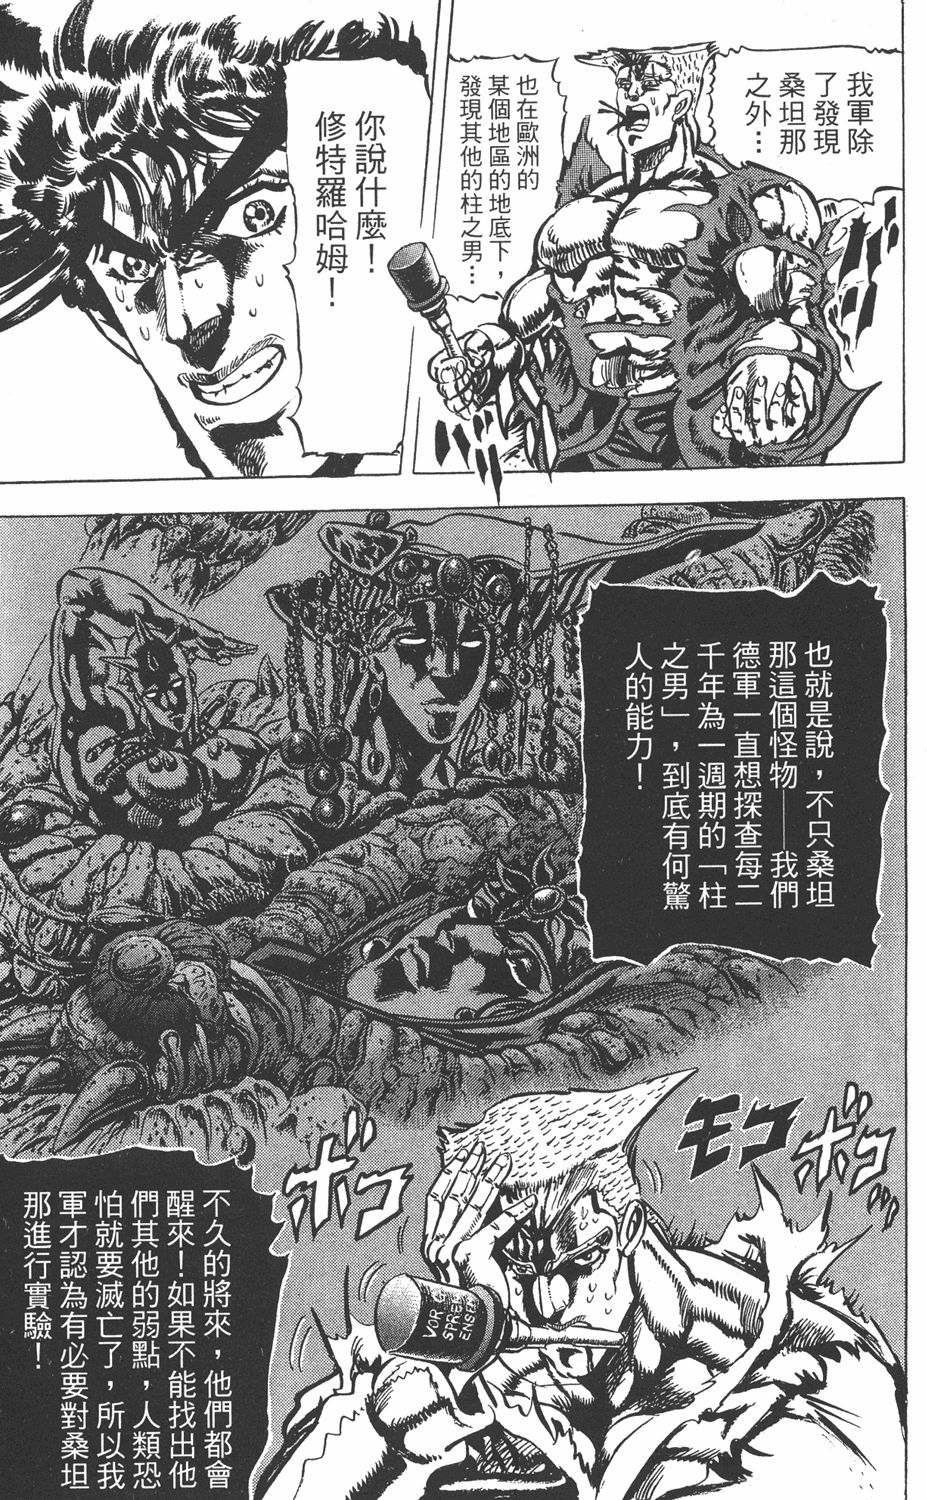 我軍除
了發現
桑坦那
之外…
也在歐洲的
某個地區的地底下，
發現其他的柱之男…
你說什麼！
修特羅哈姆！
也就是說，不只桑坦
那這個怪物——我們
德軍一直想探查每二
千年為一週期的「柱
之男」，到底有何驚
人的能力！
モコ
ボコ
ボコ
VOR G
SPRE
ENSE
不久的將來，他們都會
醒來！如果不能找出他
們其他的弱點，人類恐
怕就要滅亡了，所以我
軍才認為有必要對桑坦
那進行實驗！